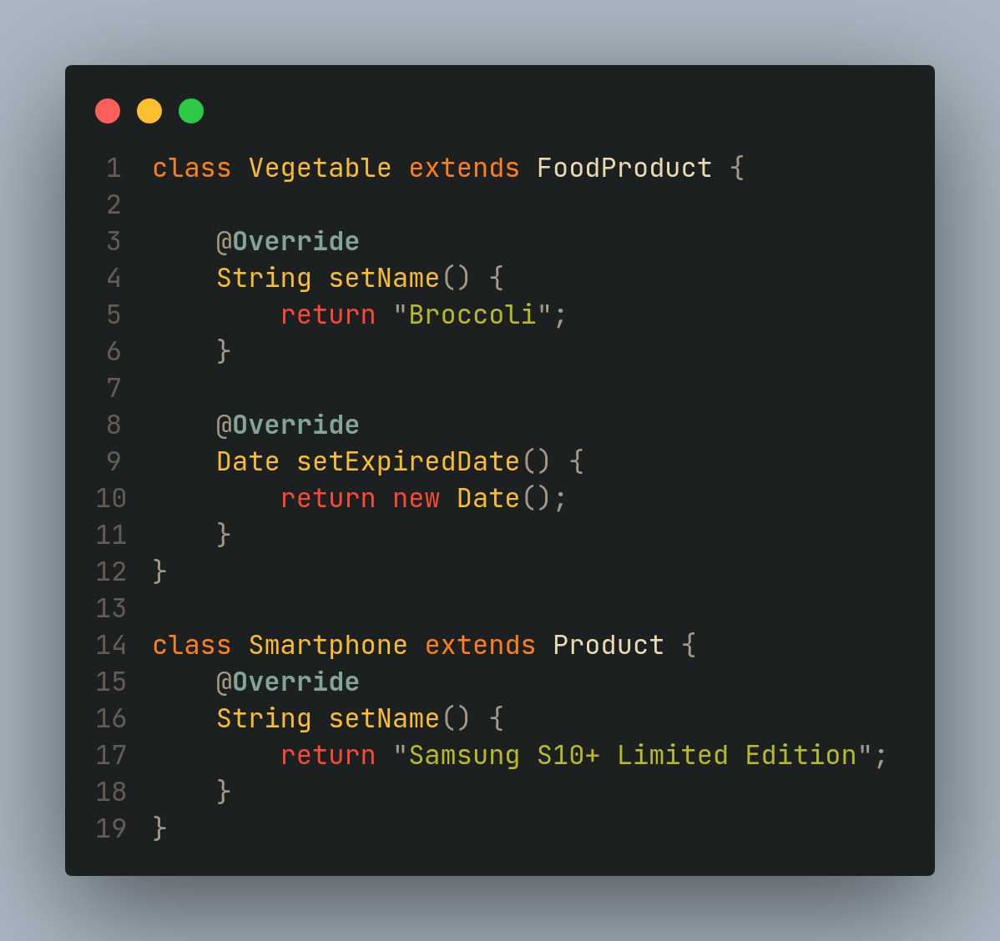 1 class Vegetable extends FoodProduct {
2
3     @Override
4     String setName() {
5         return "Broccoli";
6     }
7
8     @Override
9     Date setExpiredDate() {
10         return new Date();
11     }
12 }
13
14 class Smartphone extends Product {
15     @Override
16     String setName() {
17         return "Samsung S10+ Limited Edition";
18     }
19 }